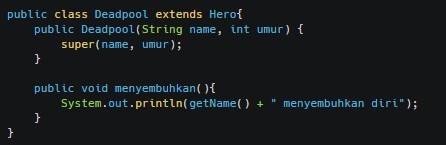 public class Deadpool extends Hero{
    public Deadpool(String name, int umur) {
        super(name, umur);
    }

    public void menyembuhkan(){
        System.out.println(getName() + " menyembuhkan diri");
    }
}